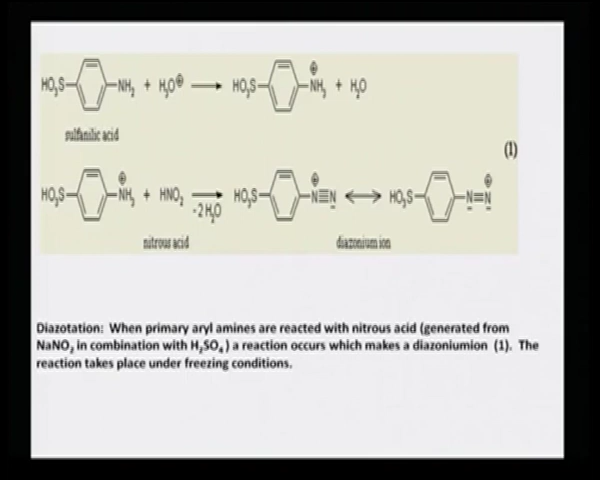 HO₃S— —NH₂ + H₃O⊕ ⟶ HO₃S— —NH₃⊕ + H₂O
sulfanilic acid
(1)
HO₃S— —NH₃⊕ + HNO₂ ⟶ HO₃S— —N⊕≡N ⟷ HO₃S— —N=N⊕
-2H₂O
nitrous acid diazonium ion
Diazotation: When primary aryl amines are reacted with nitrous acid (generated from
NaNO₂ in combination with H₂SO₄) a reaction occurs which makes a diazoniumion (1). The
reaction takes place under freezing conditions.